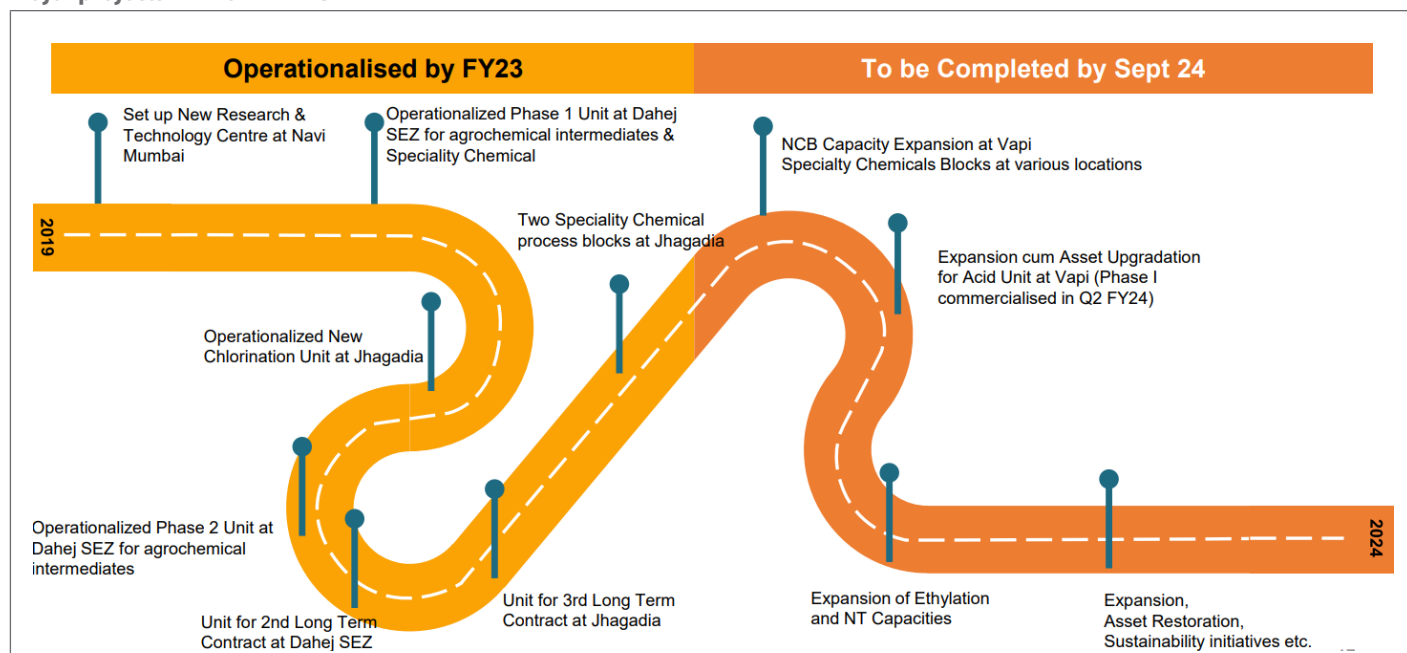 Operationalised by FY23
To be Completed by Sept 24
Set up New Research &
Technology Centre at Navi
Mumbai
Operationalized Phase 1 Unit at Dahej
SEZ for agrochemical intermediates &
Speciality Chemical
NCB Capacity Expansion at Vapi
Specialty Chemicals Blocks at various locations
2019
Two Speciality Chemical
process blocks at Jhagadia
Expansion cum Asset Upgradation
for Acid Unit at Vapi (Phase I
commercialised in Q2 FY24)
Operationalized New
Chlorination Unit at Jhagadia
Operationalized Phase 2 Unit at
Dahej SEZ for agrochemical
intermediates
Unit for 2nd Long Term
Contract at Dahej SEZ
Unit for 3rd Long Term
Contract at Jhagadia
Expansion of Ethylation
and NT Capacities
Expansion,
Asset Restoration,
Sustainability initiatives etc.
2024